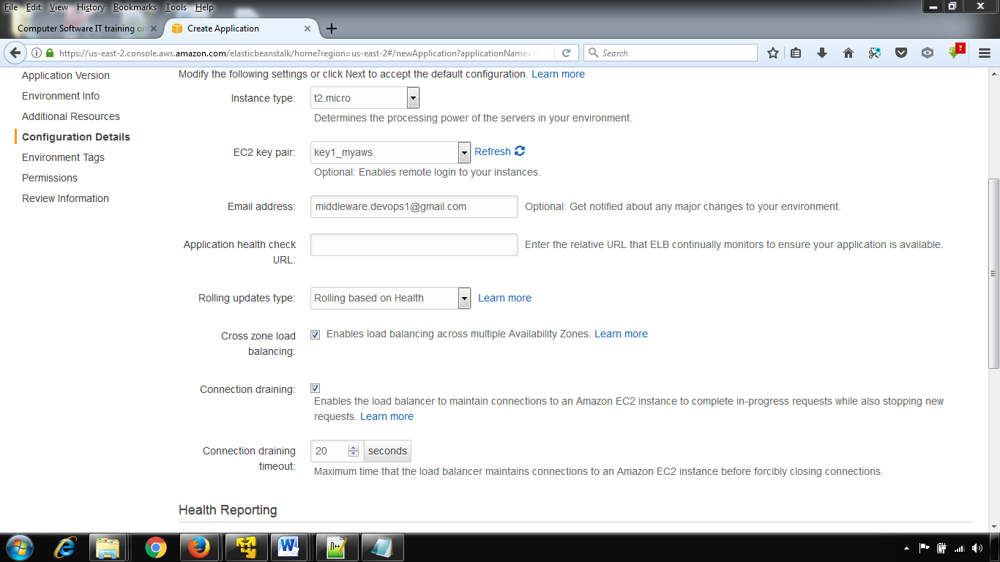 File Edit View History Bookmarks Tools Help
Computer Software IT training on
Create Application
https://us-east-2.console.aws.amazon.com/elasticbeanstalk/home?region=us-east-2#/newApplication?applicationName=
Search
?
Application Version
Environment Info
Additional Resources
Configuration Details
Environment Tags
Permissions
Review Information
Modify the following settings or click Next to accept the default configuration. Learn more
Instance type: t2.micro
Determines the processing power of the servers in your environment.
EC2 key pair: key1_myaws Refresh
Optional: Enables remote login to your instances.
Email address: middleware.devops1@gmail.com Optional: Get notified about any major changes to your environment.
Application health check Enter the relative URL that ELB continually monitors to ensure your application is available.
URL:
Rolling updates type: Rolling based on Health Learn more
Cross zone load Enables load balancing across multiple Availability Zones. Learn more
balancing:
Connection draining:
Enables the load balancer to maintain connections to an Amazon EC2 instance to complete in-progress requests while also stopping new
requests. Learn more
Connection draining 20 seconds
timeout:
Maximum time that the load balancer maintains connections to an Amazon EC2 instance before forcibly closing connections.
Health Reporting